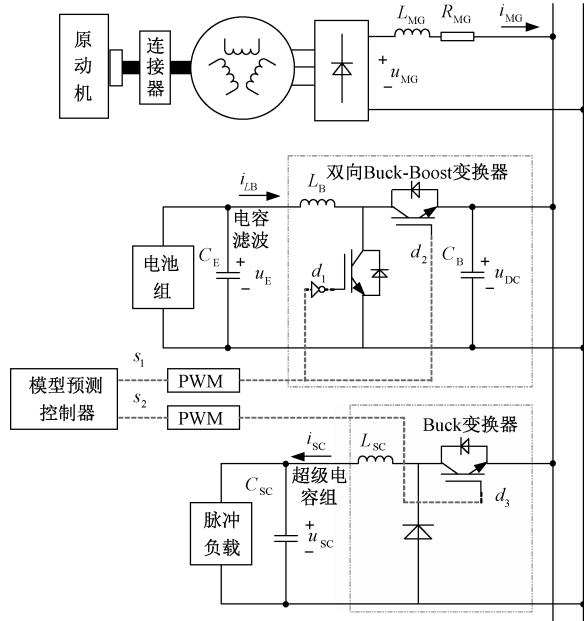 原动机
连接器
L_MG
R_MG
i_MG
+
u_MG
−
双向Buck-Boost变换器
i_LB
L_B
电容
滤波
C_E
+
u_E
−
电池
组
d_1
d_2
C_B
+
u_DC
−
s_1
模型预测
控制器
PWM
s_2
PWM
Buck变换器
i_SC
L_SC
超级电
容组
C_SC
d_3
脉冲
负载
+
u_SC
−